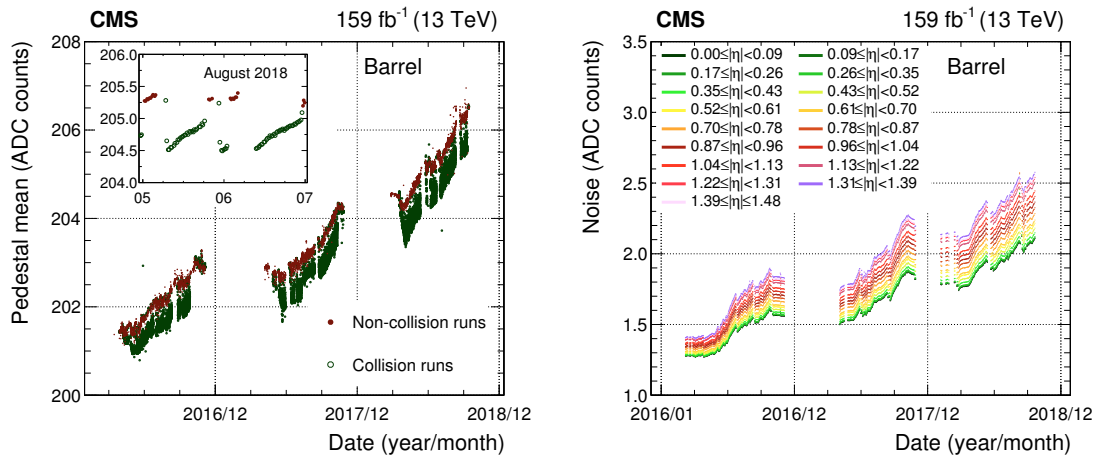 CMS 159 fb⁻¹ (13 TeV)
Pedestal mean (ADC counts)
208
206
204
202
200
Barrel
August 2018
206.0
205.5
205.0
204.5
204.0
05 06 07
Non-collision runs
Collision runs
2016/12 2017/12 2018/12
Date (year/month)
CMS 159 fb⁻¹ (13 TeV)
Noise (ADC counts)
3.5
3.0
2.5
2.0
1.5
1.0
Barrel
0.00≤|η|<0.09 0.09≤|η|<0.17
0.17≤|η|<0.26 0.26≤|η|<0.35
0.35≤|η|<0.43 0.43≤|η|<0.52
0.52≤|η|<0.61 0.61≤|η|<0.70
0.70≤|η|<0.78 0.78≤|η|<0.87
0.87≤|η|<0.96 0.96≤|η|<1.04
1.04≤|η|<1.13 1.13≤|η|<1.22
1.22≤|η|<1.31 1.31≤|η|<1.39
1.39≤|η|≤1.48
2016/01 2016/12 2017/12 2018/12
Date (year/month)